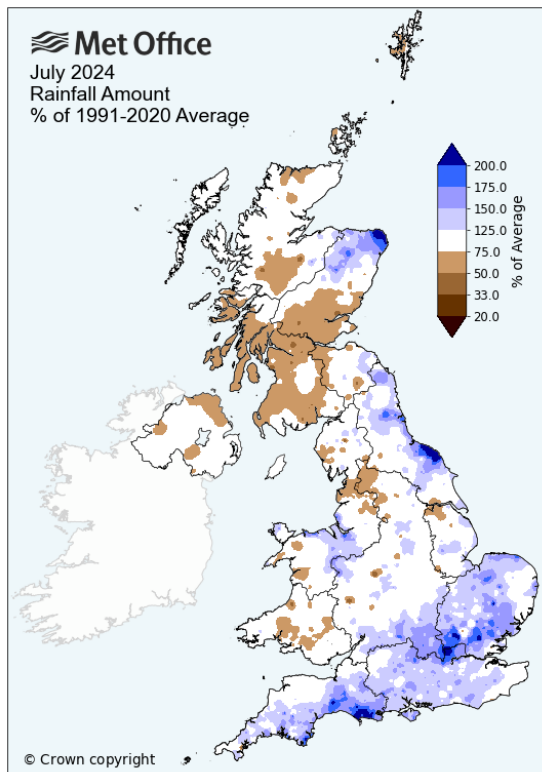 Met Office
July 2024
Rainfall Amount
% of 1991-2020 Average
200.0
175.0
150.0
125.0
75.0
50.0
33.0
20.0
% of Average
© Crown copyright